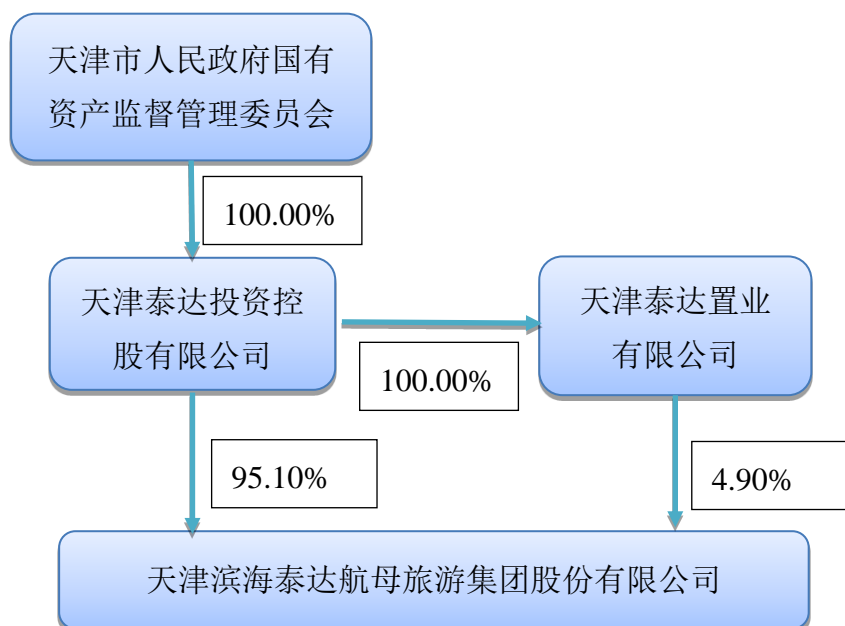 天津市人民政府国有
资产监督管理委员会
100.00%
天津泰达投资控
股有限公司
天津泰达置业
有限公司
100.00%
95.10%
4.90%
天津滨海泰达航母旅游集团股份有限公司